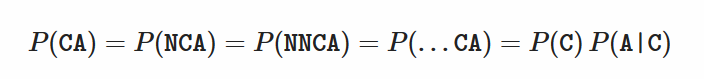 P(CA) = P(NCA) = P(NNCA) = P(...CA) = P(C) P(A|C)